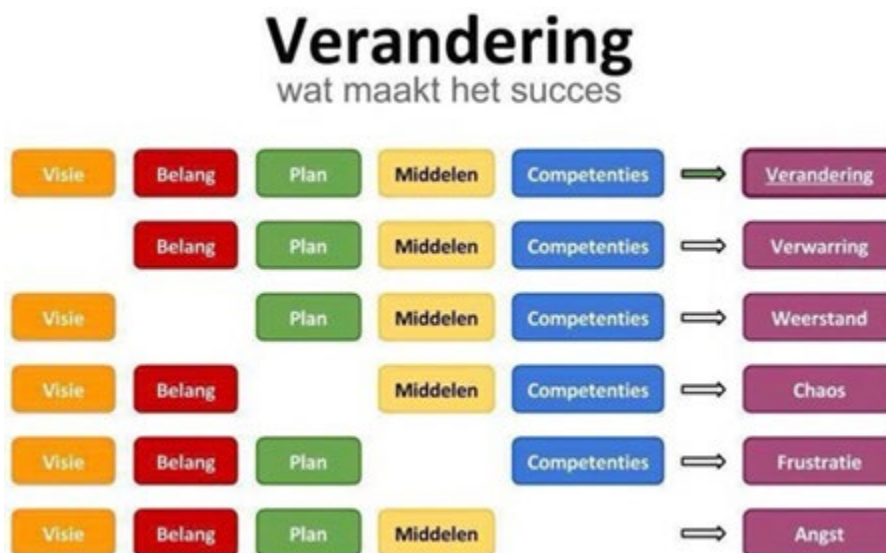 Verandering
wat maakt het succes
Visie Belang Plan Middelen Competenties Verandering
Belang Plan Middelen Competenties Verwarring
Visie Plan Middelen Competenties Weerstand
Visie Belang Middelen Competenties Chaos
Visie Belang Plan Competenties Frustratie
Visie Belang Plan Middelen Angst